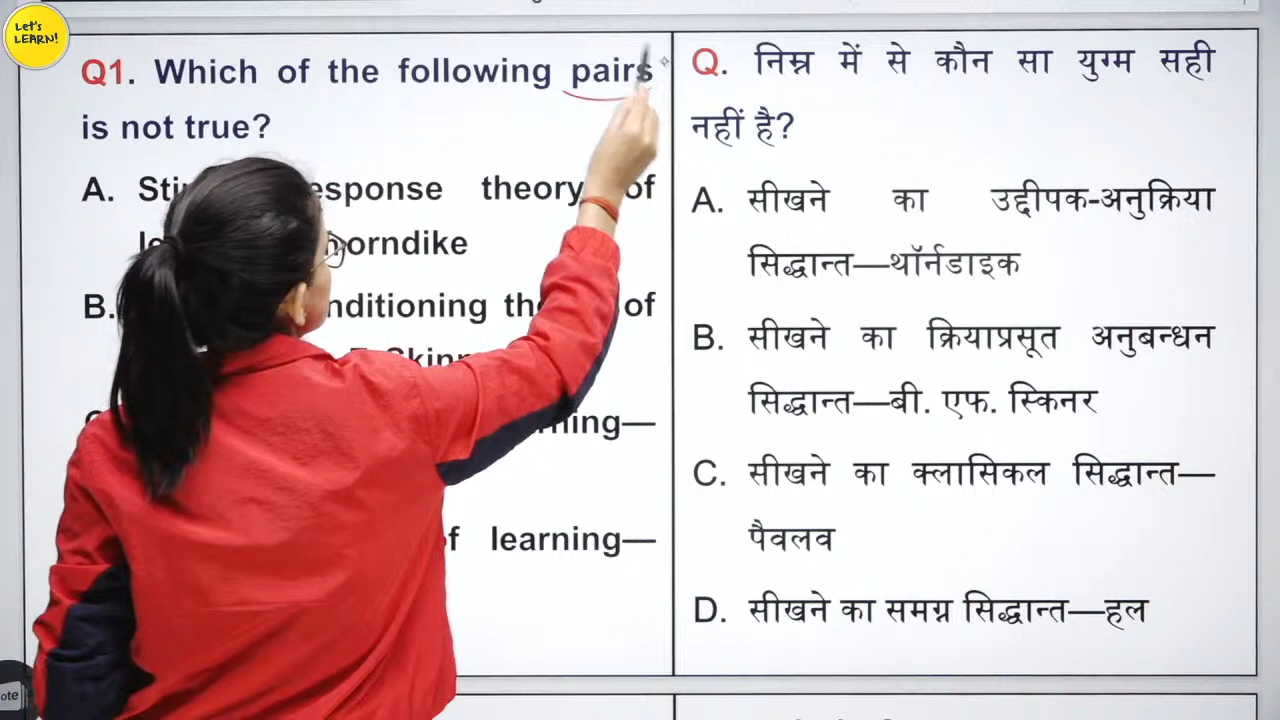 Let's
LEARN!
Q1. Which of the following pairs
is not true?
A. esponse theory of
orndike
B. nditioning of
ning—
of learning—
Q. निम्न में से कौन सा युग्म सही
नहीं है?
A. सीखने का उद्दीपक-अनुक्रिया
सिद्धान्त—थॉर्नडाइक
B. सीखने का क्रियाप्रसूत अनुबन्धन
सिद्धान्त—बी. एफ. स्किनर
C. सीखने का क्लासिकल सिद्धान्त—
पैवलव
D. सीखने का समग्र सिद्धान्त—हल